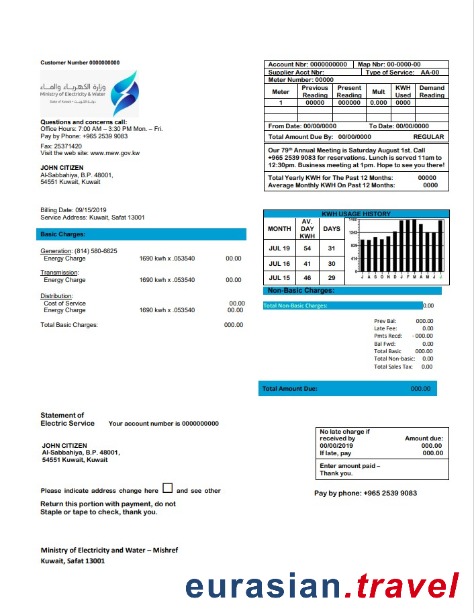 Customer Number 0000000000
وزارة الكهرباء والماء
Ministry of Electricity & Water
Questions and concerns call:
Office Hours: 7:00 AM – 3:30 PM Mon. – Fri.
Pay by Phone: +965 2539 9083
Fax: 25371420
Visit the web site: www.mew.gov.kw
JOHN CITIZEN
Al-Sabbahiya, B.P. 48001,
54551 Kuwait, Kuwait
Account Nbr: 0000000000 Map Nbr: 00-0000-00
Supplier Acct Nbr: Type of Service: AA-00
Meter Number: 00000
Meter Previous Reading Present Reading Mult KWH Used Demand Reading
1 00000 000000 0.000 0000
From Date: 00/00/0000 To Date: 00/00/0000
Total Amount Due By: 00/00/0000 REGULAR
Our 79th Annual Meeting is Saturday August 1st. Call
+965 2539 9083 for reservations. Lunch is served 11am to
12:30pm. Business meeting at 1pm. Hope to see you there!
Total Yearly KWH for The Past 12 Months: 00000
Average Monthly KWH On Past 12 Months: 0000
Billing Date: 09/15/2019
Service Address: Kuwait, Safat 13001
Basic Charges:
Generation: (814) 580-6825
Energy Charge 1690 kwh x .053540 00.00
Transmission:
Energy Charge 1690 kwh x .053540 00.00
Distribution:
Cost of Service 00.00
Energy Charge 1690 kwh x .053540 00.00
Total Basic Charges: 000.00
KWH USAGE HISTORY
MONTH AV. DAY KWH DAYS
JUL 19 54 31
JUL 16 41 30
JUL 15 46 29
J A S O N D J F M A M J J
Non-Basic Charges:
Total Non-Basic Charges: 0.00
Prev Bal: 000.00
Late Fee: 0.00
Pmts Recd: - 000.00
Bal Fwd: 0.00
Total Basic: 000.00
Total Non-basic: 0.00
Total Sales Tax: 0.00
Total Amount Due: 000.00
Statement of
Electric Service Your account number is 0000000000
JOHN CITIZEN
Al-Sabbahiya, B.P. 48001,
54551 Kuwait, Kuwait
No late charge if
received by Amount due:
00/00/2019 000.00
If late, pay 000.00
Enter amount paid –
Thank you.
Please indicate address change here and see other
Pay by phone: +965 2539 9083
Return this portion with payment, do not
Staple or tape to check, thank you.
Ministry of Electricity and Water – Mishref
Kuwait, Safat 13001
eurasian.travel